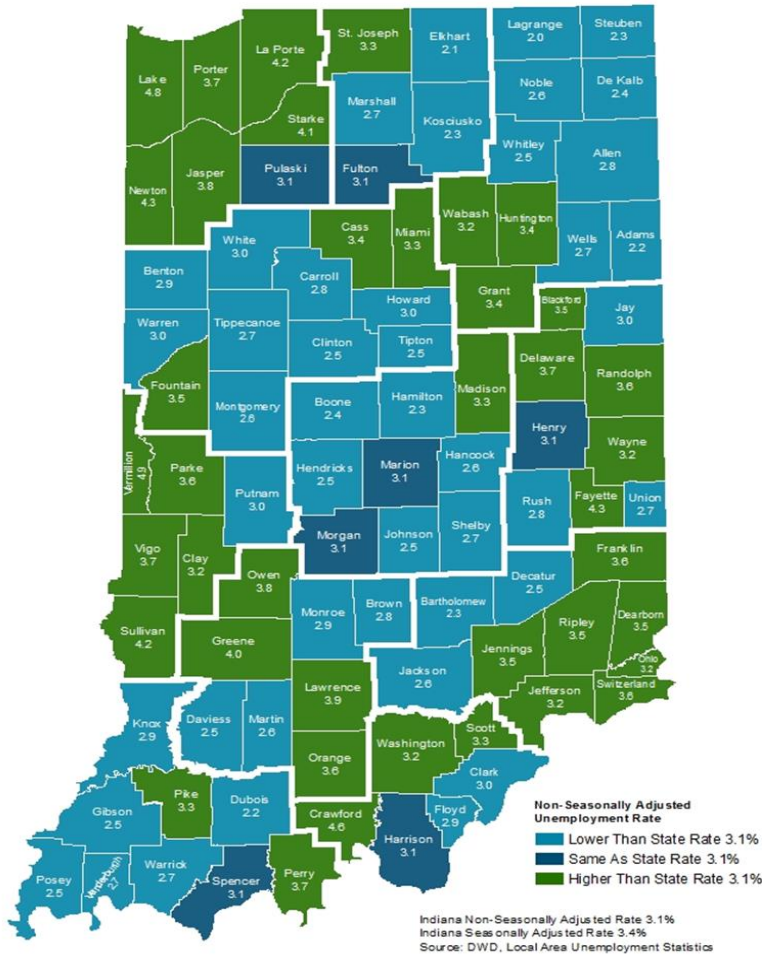 St. Joseph
3.3
Elkhart
2.1
Lagrange
2.0
Steuben
2.3
La Porte
4.2
Lake
4.8
Porter
3.7
Noble
2.6
De Kalb
2.4
Marshall
2.7
Kosciusko
2.3
Starke
4.1
Whitley
2.5
Allen
2.8
Newton
4.3
Jasper
3.8
Pulaski
3.1
Fulton
3.1
Wabash
3.2
Huntington
3.4
White
3.0
Cass
3.4
Miami
3.3
Wells
2.7
Adams
2.2
Benton
2.9
Carroll
2.8
Grant
3.4
Howard
3.0
Blackford
3.5
Jay
3.0
Warren
3.0
Tippecanoe
2.7
Clinton
2.5
Tipton
2.5
Delaware
3.7
Randolph
3.6
Fountain
3.5
Montgomery
2.6
Boone
2.4
Hamilton
2.3
Madison
3.3
Henry
3.1
Wayne
3.2
Vermillion
4.9
Parke
3.6
Putnam
3.0
Hendricks
2.5
Marion
3.1
Hancock
2.6
Rush
2.8
Fayette
4.3
Union
2.7
Morgan
3.1
Johnson
2.5
Shelby
2.7
Vigo
3.7
Clay
3.2
Owen
3.8
Franklin
3.6
Decatur
2.5
Monroe
2.9
Brown
2.8
Bartholomew
2.3
Sullivan
4.2
Greene
4.0
Jennings
3.5
Ripley
3.5
Dearborn
3.5
Ohio
3.2
Jackson
2.6
Lawrence
3.9
Jefferson
3.2
Switzerland
3.6
Knox
2.9
Daviess
2.5
Martin
2.6
Washington
3.2
Scott
3.3
Orange
3.6
Clark
3.0
Pike
3.3
Gibson
2.5
Dubois
2.2
Crawford
4.6
Floyd
2.9
Harrison
3.1
Posey
2.5
Vanderburgh
2.7
Warrick
2.7
Spencer
3.1
Perry
3.7
Non-Seasonally Adjusted
Unemployment Rate
Lower Than State Rate 3.1%
Same As State Rate 3.1%
Higher Than State Rate 3.1%
Indiana Non-Seasonally Adjusted Rate 3.1%
Indiana Seasonally Adjusted Rate 3.4%
Source: DWD, Local Area Unemployment Statistics